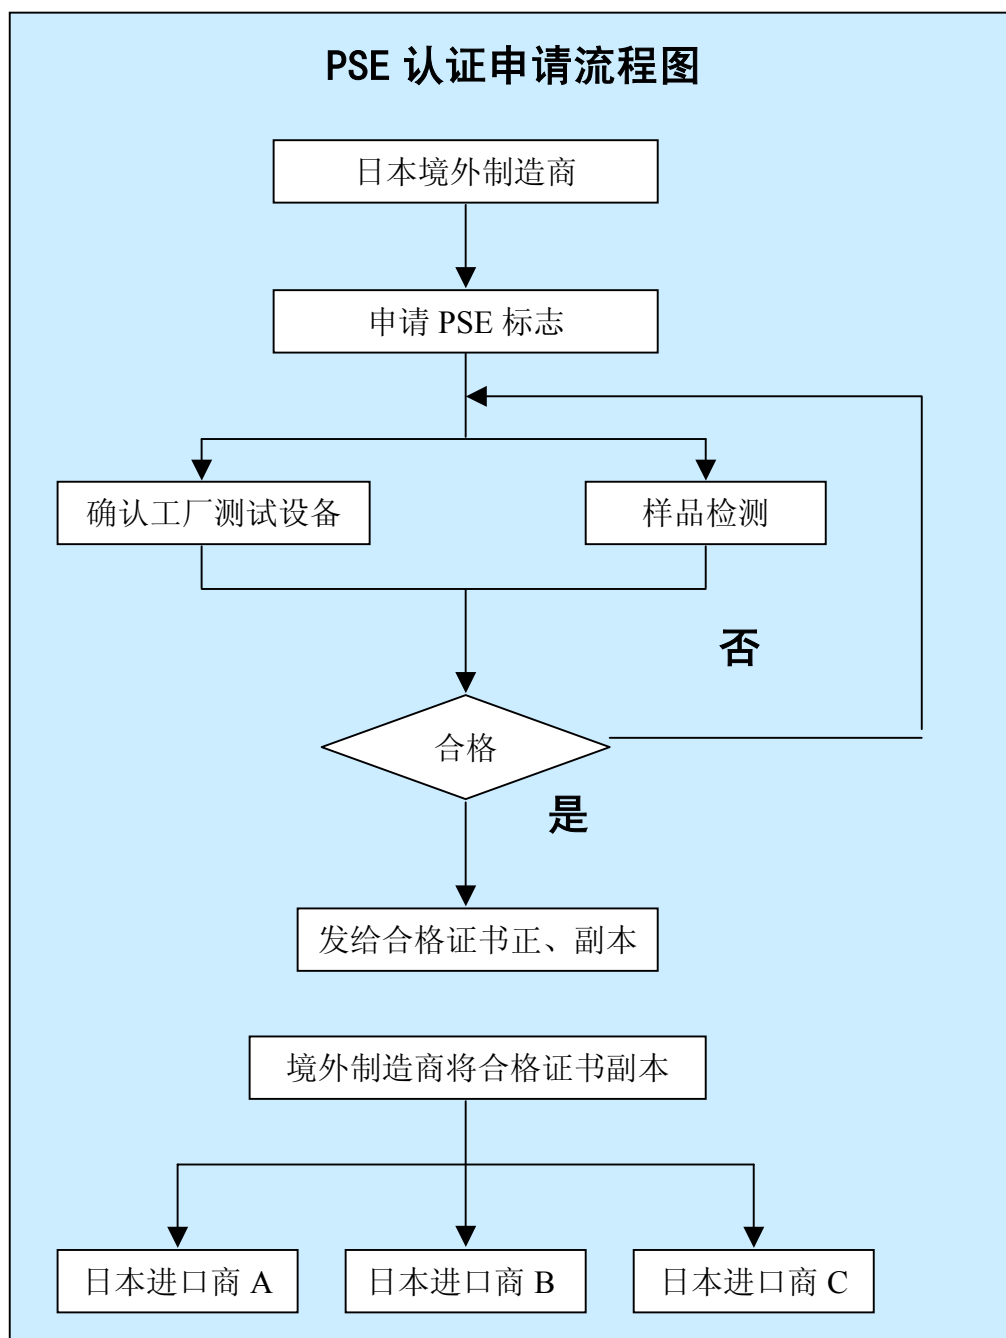 PSE 认证申请流程图
日本境外制造商
申请 PSE 标志
确认工厂测试设备
样品检测
否
合格
是
发给合格证书正、副本
境外制造商将合格证书副本
日本进口商 A
日本进口商 B
日本进口商 C